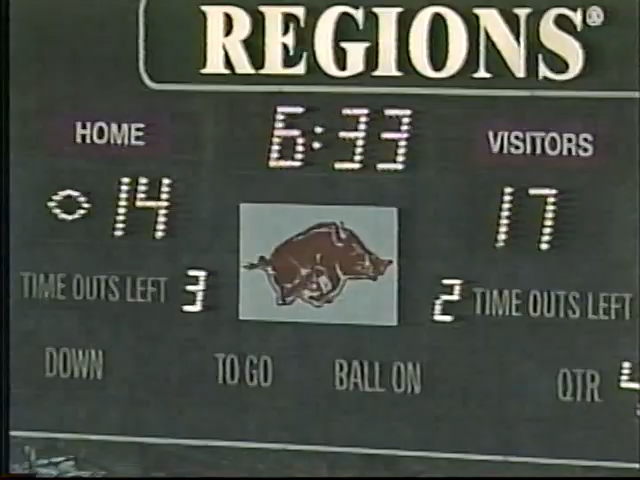 REGIONS®
HOME 6:33 VISITORS
14 17
TIME OUTS LEFT 3 2 TIME OUTS LEFT
DOWN TO GO BALL ON QTR 4